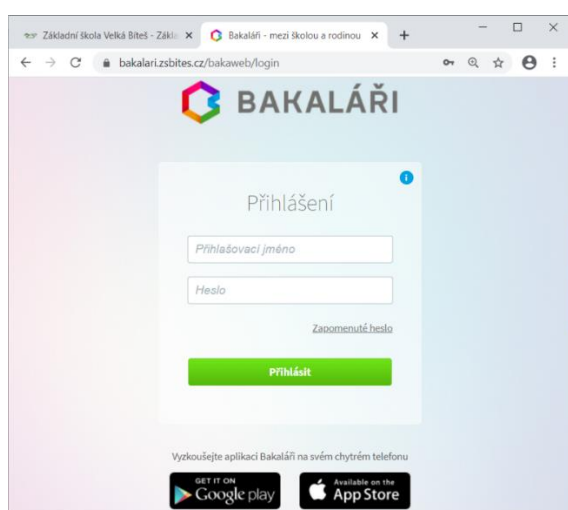 Základní škola Velká Bíteš - Zákla
Bakaláři - mezi školou a rodinou
bakalari.zsbites.cz/bakaweb/login
BAKALÁŘI
Přihlášení
Přihlašovací jméno
Heslo
Zapomenuté heslo
Přihlásit
Vyzkoušejte aplikaci Bakaláři na svém chytrém telefonu
GET IT ON
Google play
Available on the
App Store